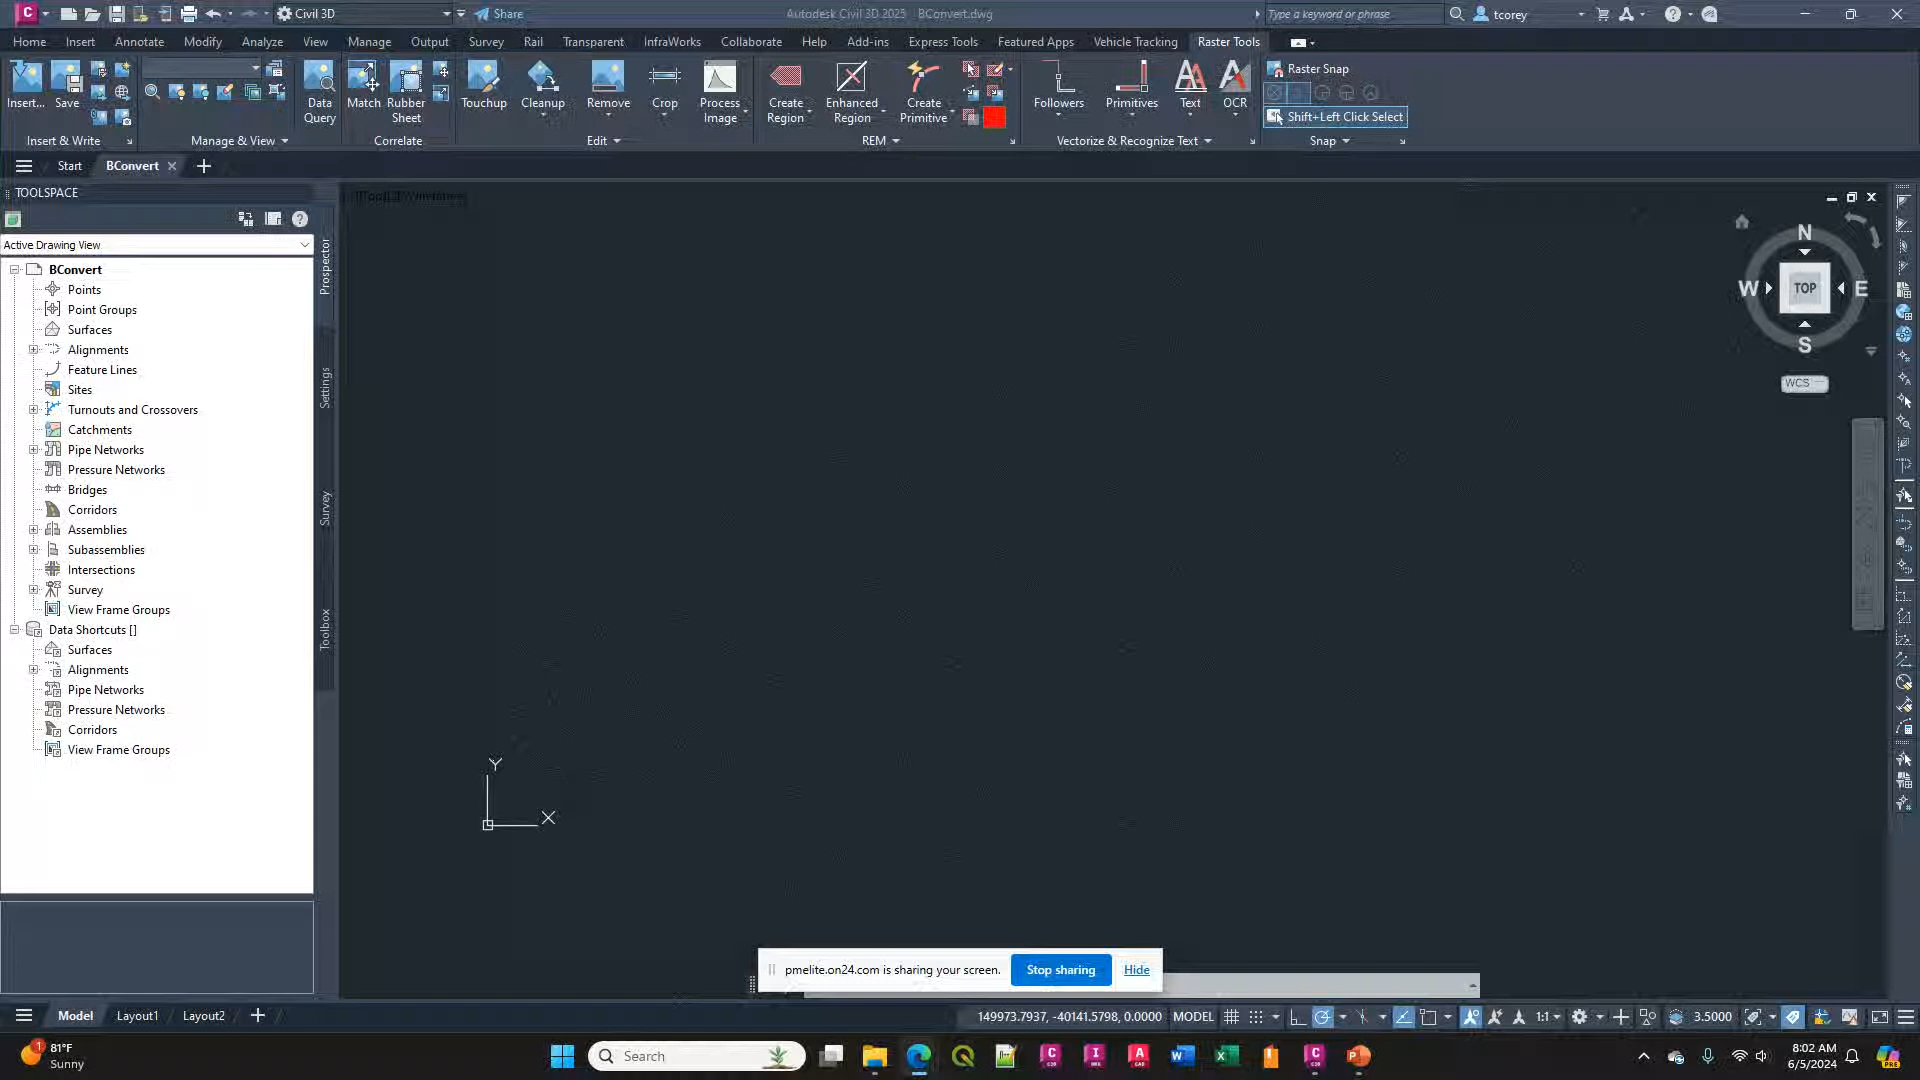 Civil 3D
Share
Autodesk Civil 3D 2025 BConvert.dwg
Type a keyword or phrase
tcorey
Home Insert Annotate Modify Analyze View Manage Output Survey Rail Transparent InfraWorks Collaborate Help Add-ins Express Tools Featured Apps Vehicle Tracking Raster Tools
Insert... Save
Data Query
Match
Rubber Sheet
Touchup Cleanup Remove Crop
Process Image
Create Region
Enhanced Region
Create Primitive
Followers Primitives Text OCR
Raster Snap
Shift+Left Click Select
Insert & Write Manage & View Correlate Edit REM Vectorize & Recognize Text Snap
Start BConvert
TOOLSPACE
Active Drawing View
BConvert
Points
Point Groups
Surfaces
Alignments
Feature Lines
Sites
Turnouts and Crossovers
Catchments
Pipe Networks
Pressure Networks
Bridges
Corridors
Assemblies
Subassemblies
Intersections
Survey
View Frame Groups
Data Shortcuts []
Surfaces
Alignments
Pipe Networks
Pressure Networks
Corridors
View Frame Groups
Prospector
Settings
Survey
Toolbox
N
W TOP E
S
WCS
Y
X
pmelite.on24.com is sharing your screen. Stop sharing Hide
Model Layout1 Layout2
149973.7937, -40141.5798, 0.0000 MODEL 1:1 3.5000
81°F
Sunny
Search
8:02 AM
6/5/2024